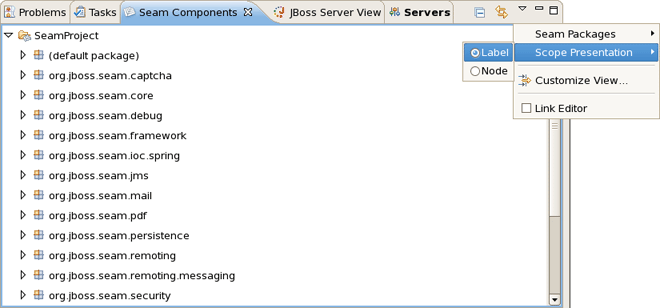 Problems Tasks Seam Components JBoss Server View Servers
SeamProject
(default package)
org.jboss.seam.captcha
org.jboss.seam.core
org.jboss.seam.debug
org.jboss.seam.framework
org.jboss.seam.ioc.spring
org.jboss.seam.jms
org.jboss.seam.mail
org.jboss.seam.pdf
org.jboss.seam.persistence
org.jboss.seam.remoting
org.jboss.seam.remoting.messaging
org.jboss.seam.security
Seam Packages
Scope Presentation
Label
Node
Customize View...
Link Editor